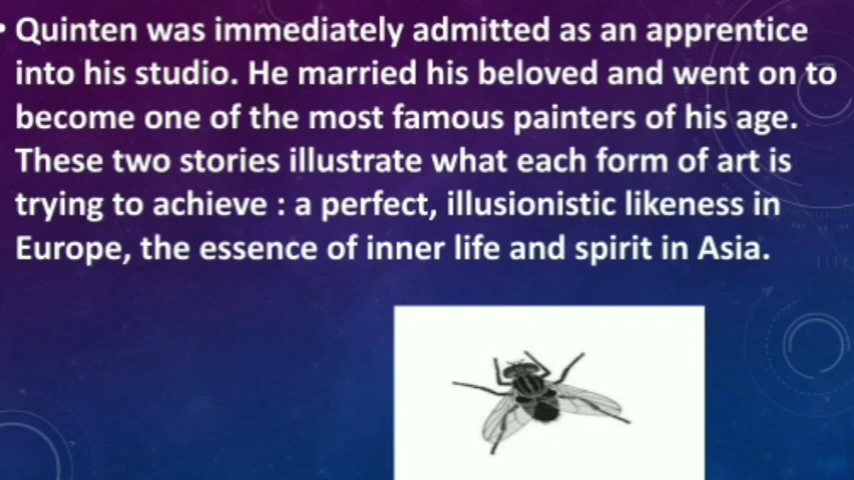 • Quinten was immediately admitted as an apprentice
into his studio. He married his beloved and went on to
become one of the most famous painters of his age.
These two stories illustrate what each form of art is
trying to achieve : a perfect, illusionistic likeness in
Europe, the essence of inner life and spirit in Asia.